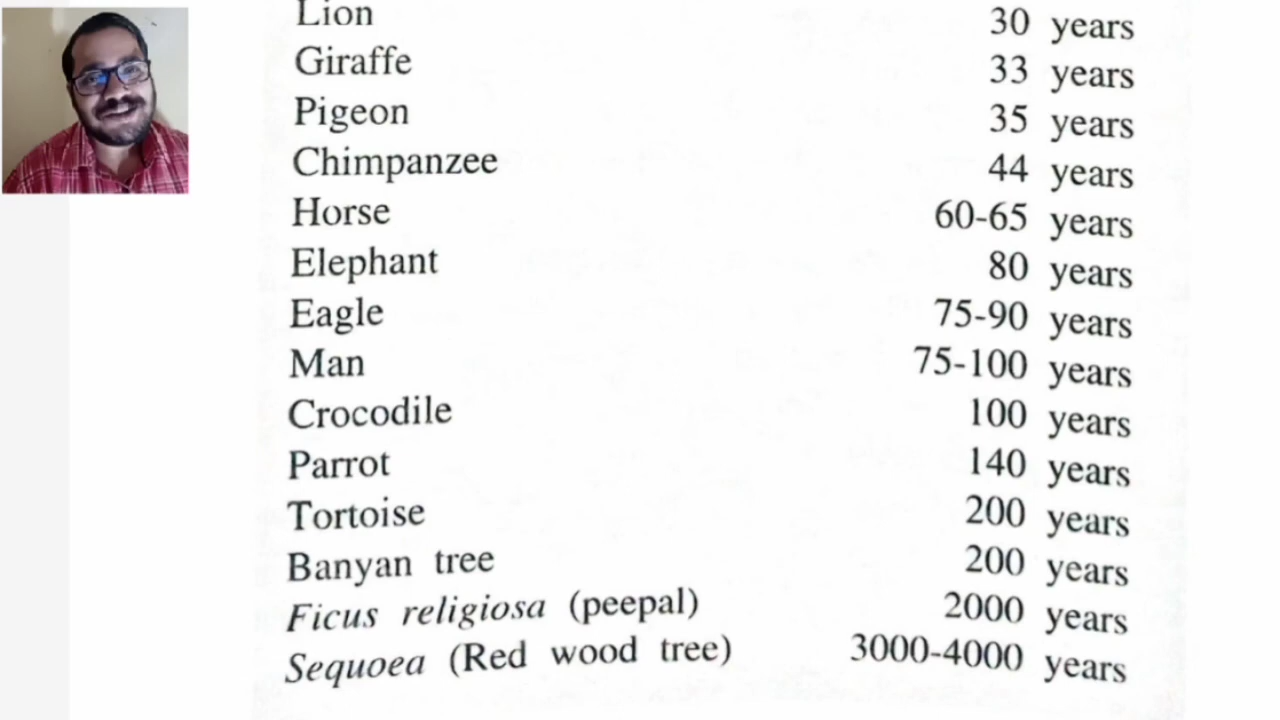 Lion 30 years
Giraffe 33 years
Pigeon 35 years
Chimpanzee 44 years
Horse 60-65 years
Elephant 80 years
Eagle 75-90 years
Man 75-100 years
Crocodile 100 years
Parrot 140 years
Tortoise 200 years
Banyan tree 200 years
Ficus religiosa (peepal) 2000 years
Sequoea (Red wood tree) 3000-4000 years